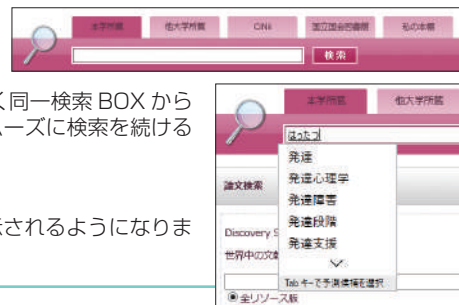 本学所蔵 他大学所蔵 CiNii 国立国会図書館 私の本棚
検索
く同一検索 BOX から
ムーズに検索を続ける
示されるようになりま
本学所蔵 他大学所蔵
はったつ
発達
発達心理学
発達障害
発達段階
発達支援
Tab キーで予測候補を選択
論文検索
Discovery S
世界中の文献
全リソース版